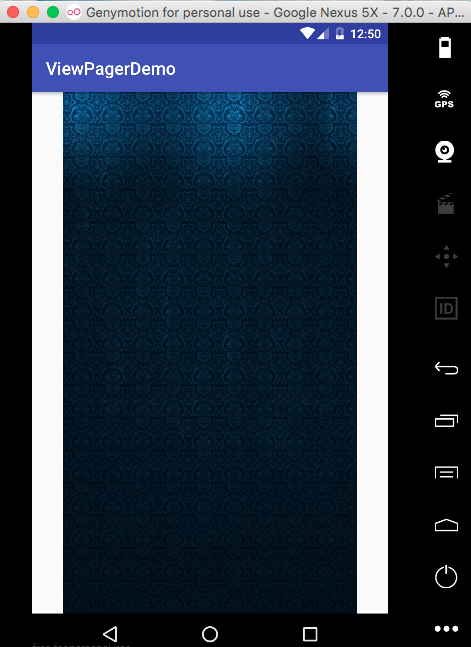 Genymotion for personal use - Google Nexus 5X - 7.0.0 - AP...
12:50
ViewPagerDemo
GPS
ID
free for personal use